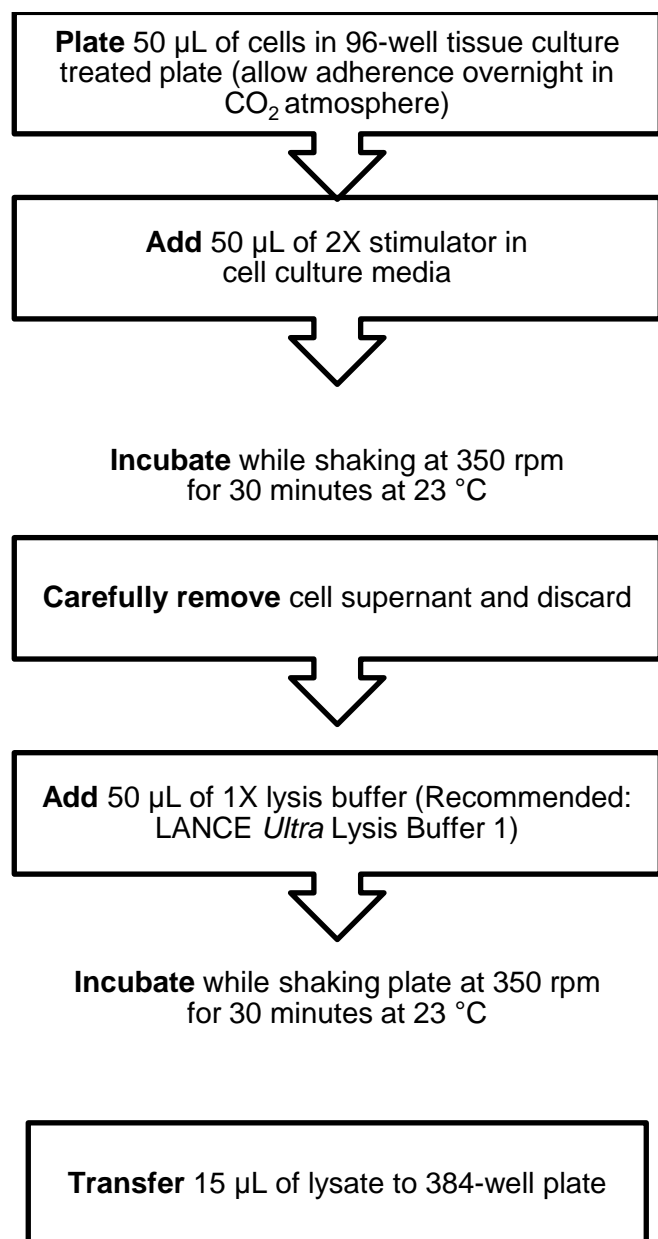 Plate 50 µL of cells in 96-well tissue culture
treated plate (allow adherence overnight in
CO₂ atmosphere)
Add 50 µL of 2X stimulator in
cell culture media
Incubate while shaking at 350 rpm
for 30 minutes at 23 °C
Carefully remove cell supernant and discard
Add 50 µL of 1X lysis buffer (Recommended:
LANCE Ultra Lysis Buffer 1)
Incubate while shaking plate at 350 rpm
for 30 minutes at 23 °C
Transfer 15 µL of lysate to 384-well plate